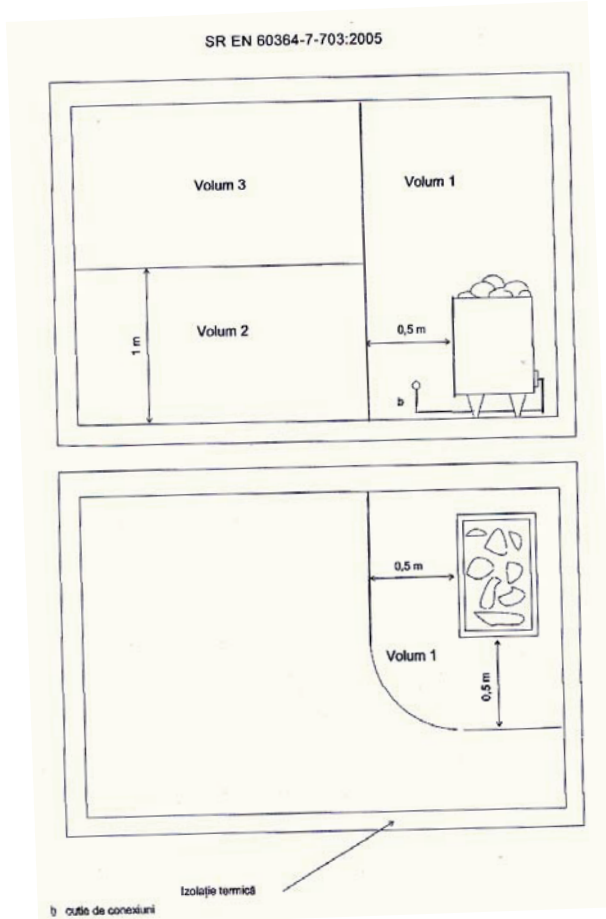 SR EN 60364-7-703:2005
Volum 3
Volum 1
Volum 2
1 m
0,5 m
b
0,5 m
Volum 1
0,5 m
Izolație termică
b cutie de conexiuni